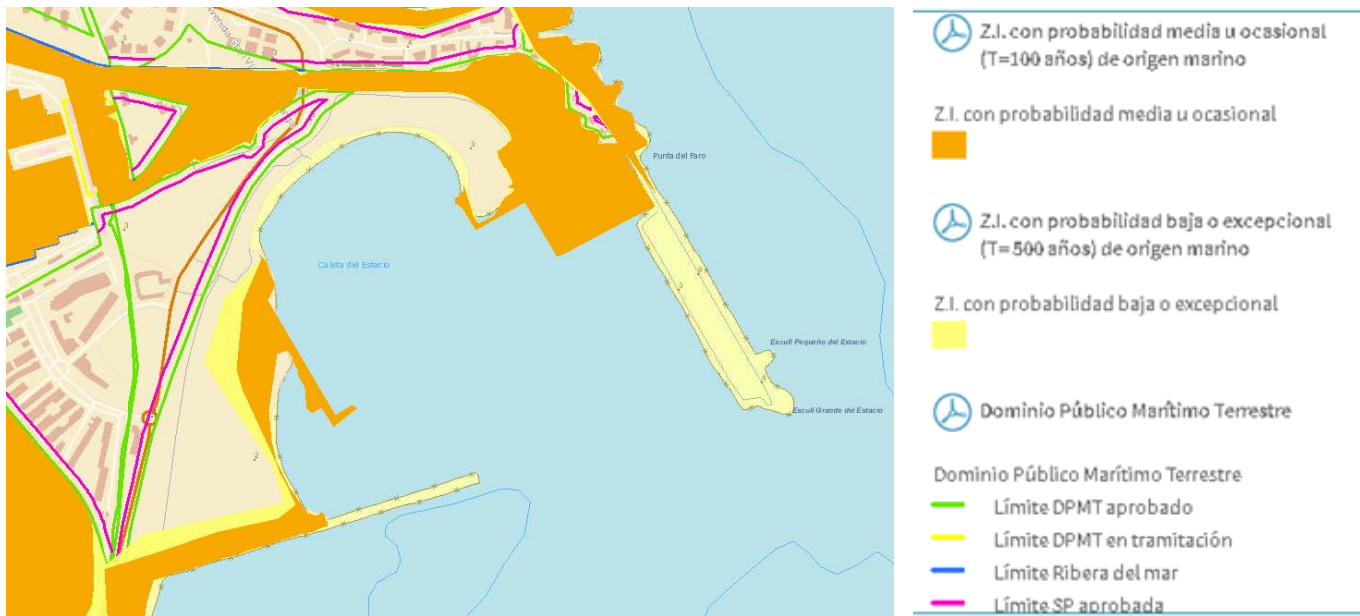 Caleta del Estacio
Punta del Faro
Escull Pequeño del Estacio
Escull Grande del Estacio
Z.I. con probabilidad media u ocasional
(T=100 años) de origen marino
Z.I. con probabilidad media u ocasional
Z.I. con probabilidad baja o excepcional
(T=500 años) de origen marino
Z.I. con probabilidad baja o excepcional
Dominio Público Marítimo Terrestre
Dominio Público Marítimo Terrestre
Límite DPMT aprobado
Límite DPMT en tramitación
Límite Ribera del mar
Límite SP aprobada